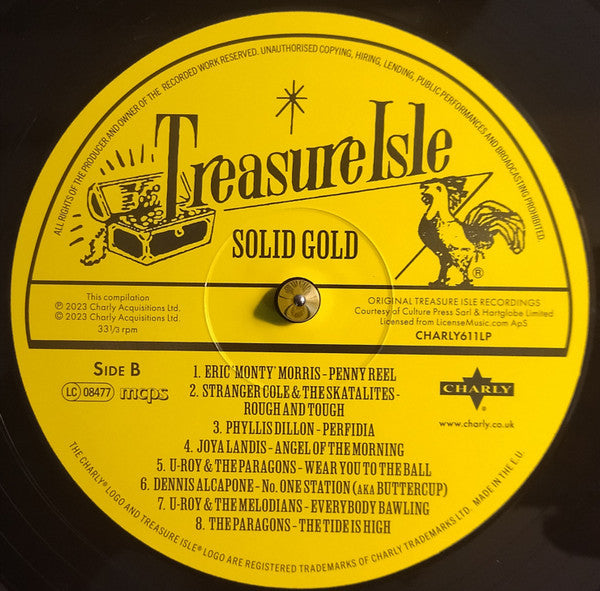 ALL RIGHTS OF THE PRODUCER AND OWNER OF THE RECORDED WORK RESERVED. UNAUTHORISED COPYING, HIRING, LENDING, PUBLIC PERFORMANCES AND BROADCASTING PROHIBITED.
Treasure Isle
SOLID GOLD
®
This compilation
℗ 2023 Charly Acquisitions Ltd.
© 2023 Charly Acquisitions Ltd.
33 1/3 rpm
ORIGINAL TREASURE ISLE RECORDINGS
Courtesy of Culture Press Sarl & Hartglobe Limited
Licensed from LicenseMusic.com ApS
CHARLY611LP
SIDE B
LC 08477 mcps
CHARLY
®
www.charly.co.uk
1. ERIC 'MONTY' MORRIS - PENNY REEL
2. STRANGER COLE & THE SKATALITES -
ROUGH AND TOUGH
3. PHYLLIS DILLON - PERFIDIA
4. JOYA LANDIS - ANGEL OF THE MORNING
5. U-ROY & THE PARAGONS - WEAR YOU TO THE BALL
6. DENNIS ALCAPONE - No. ONE STATION (AKA BUTTERCUP)
7. U-ROY & THE MELODIANS - EVERYBODY BAWLING
8. THE PARAGONS - THE TIDE IS HIGH
THE CHARLY® LOGO AND TREASURE ISLE® LOGO ARE REGISTERED TRADEMARKS OF CHARLY TRADEMARKS LTD. MADE IN THE E.U.